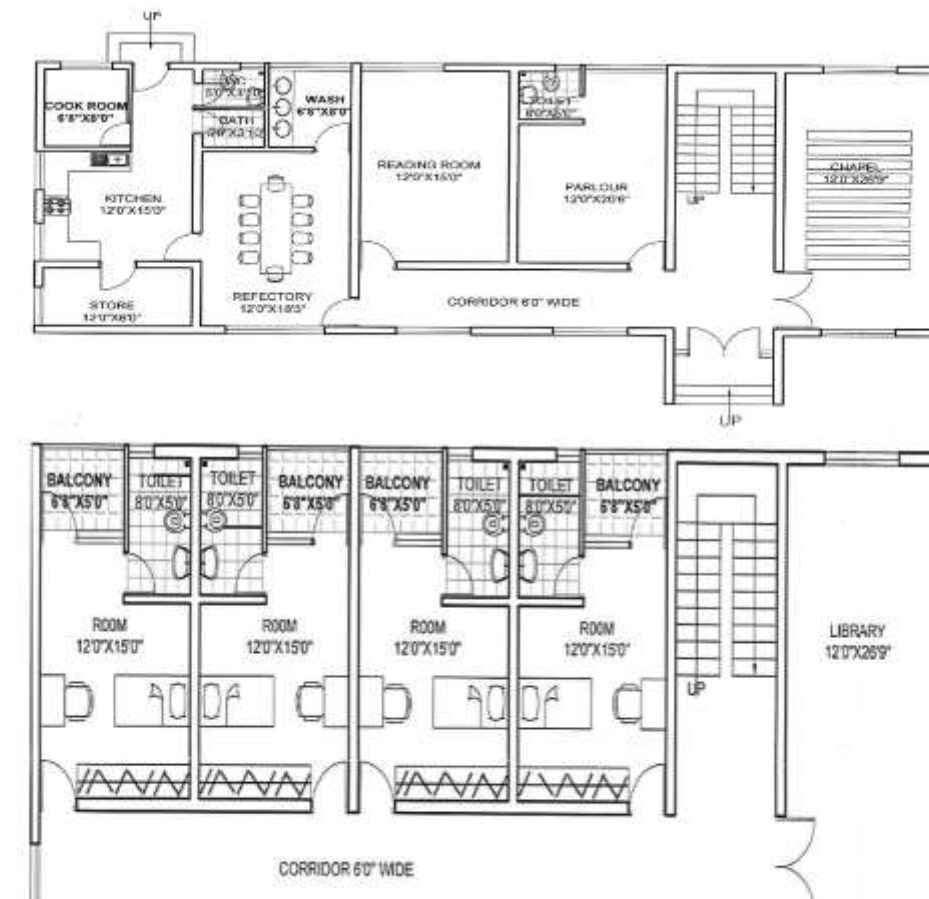 UP
COOK ROOM
6'8"X8'0"
BATH
WASH
6'8"X8'0"
READING ROOM
12'0"X15'0"
PARLOUR
12'0"X20'6"
UP
CHAPEL
12'0"X26'9"
KITCHEN
12'0"X15'0"
STORE
12'0"X6'0"
REFECTORY
12'0"X18'3"
CORRIDOR 6'0" WIDE
UP
BALCONY
6'8"X5'0"
TOILET
8'0"X5'0"
TOILET
8'0"X5'0"
BALCONY
6'8"X5'0"
BALCONY
6'8"X5'0"
TOILET
8'0"X5'0"
TOILET
8'0"X5'0"
BALCONY
6'8"X5'0"
ROOM
12'0"X15'0"
ROOM
12'0"X15'0"
ROOM
12'0"X15'0"
ROOM
12'0"X15'0"
UP
LIBRARY
12'0"X26'9"
CORRIDOR 6'0" WIDE